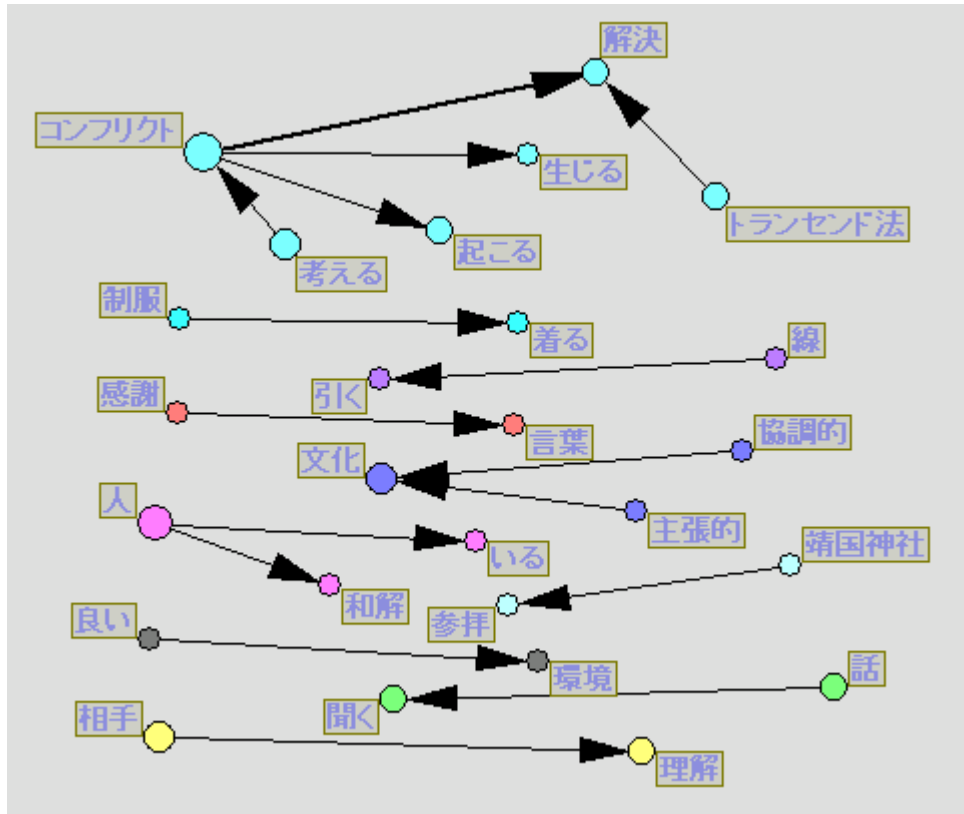 解決
コンフリクト
生じる
トランセンド法
起こる
考える
制服
着る
線
引く
感謝
言葉
協調的
文化
人
主張的
いる
靖国神社
和解
参拝
良い
環境
話
聞く
相手
理解